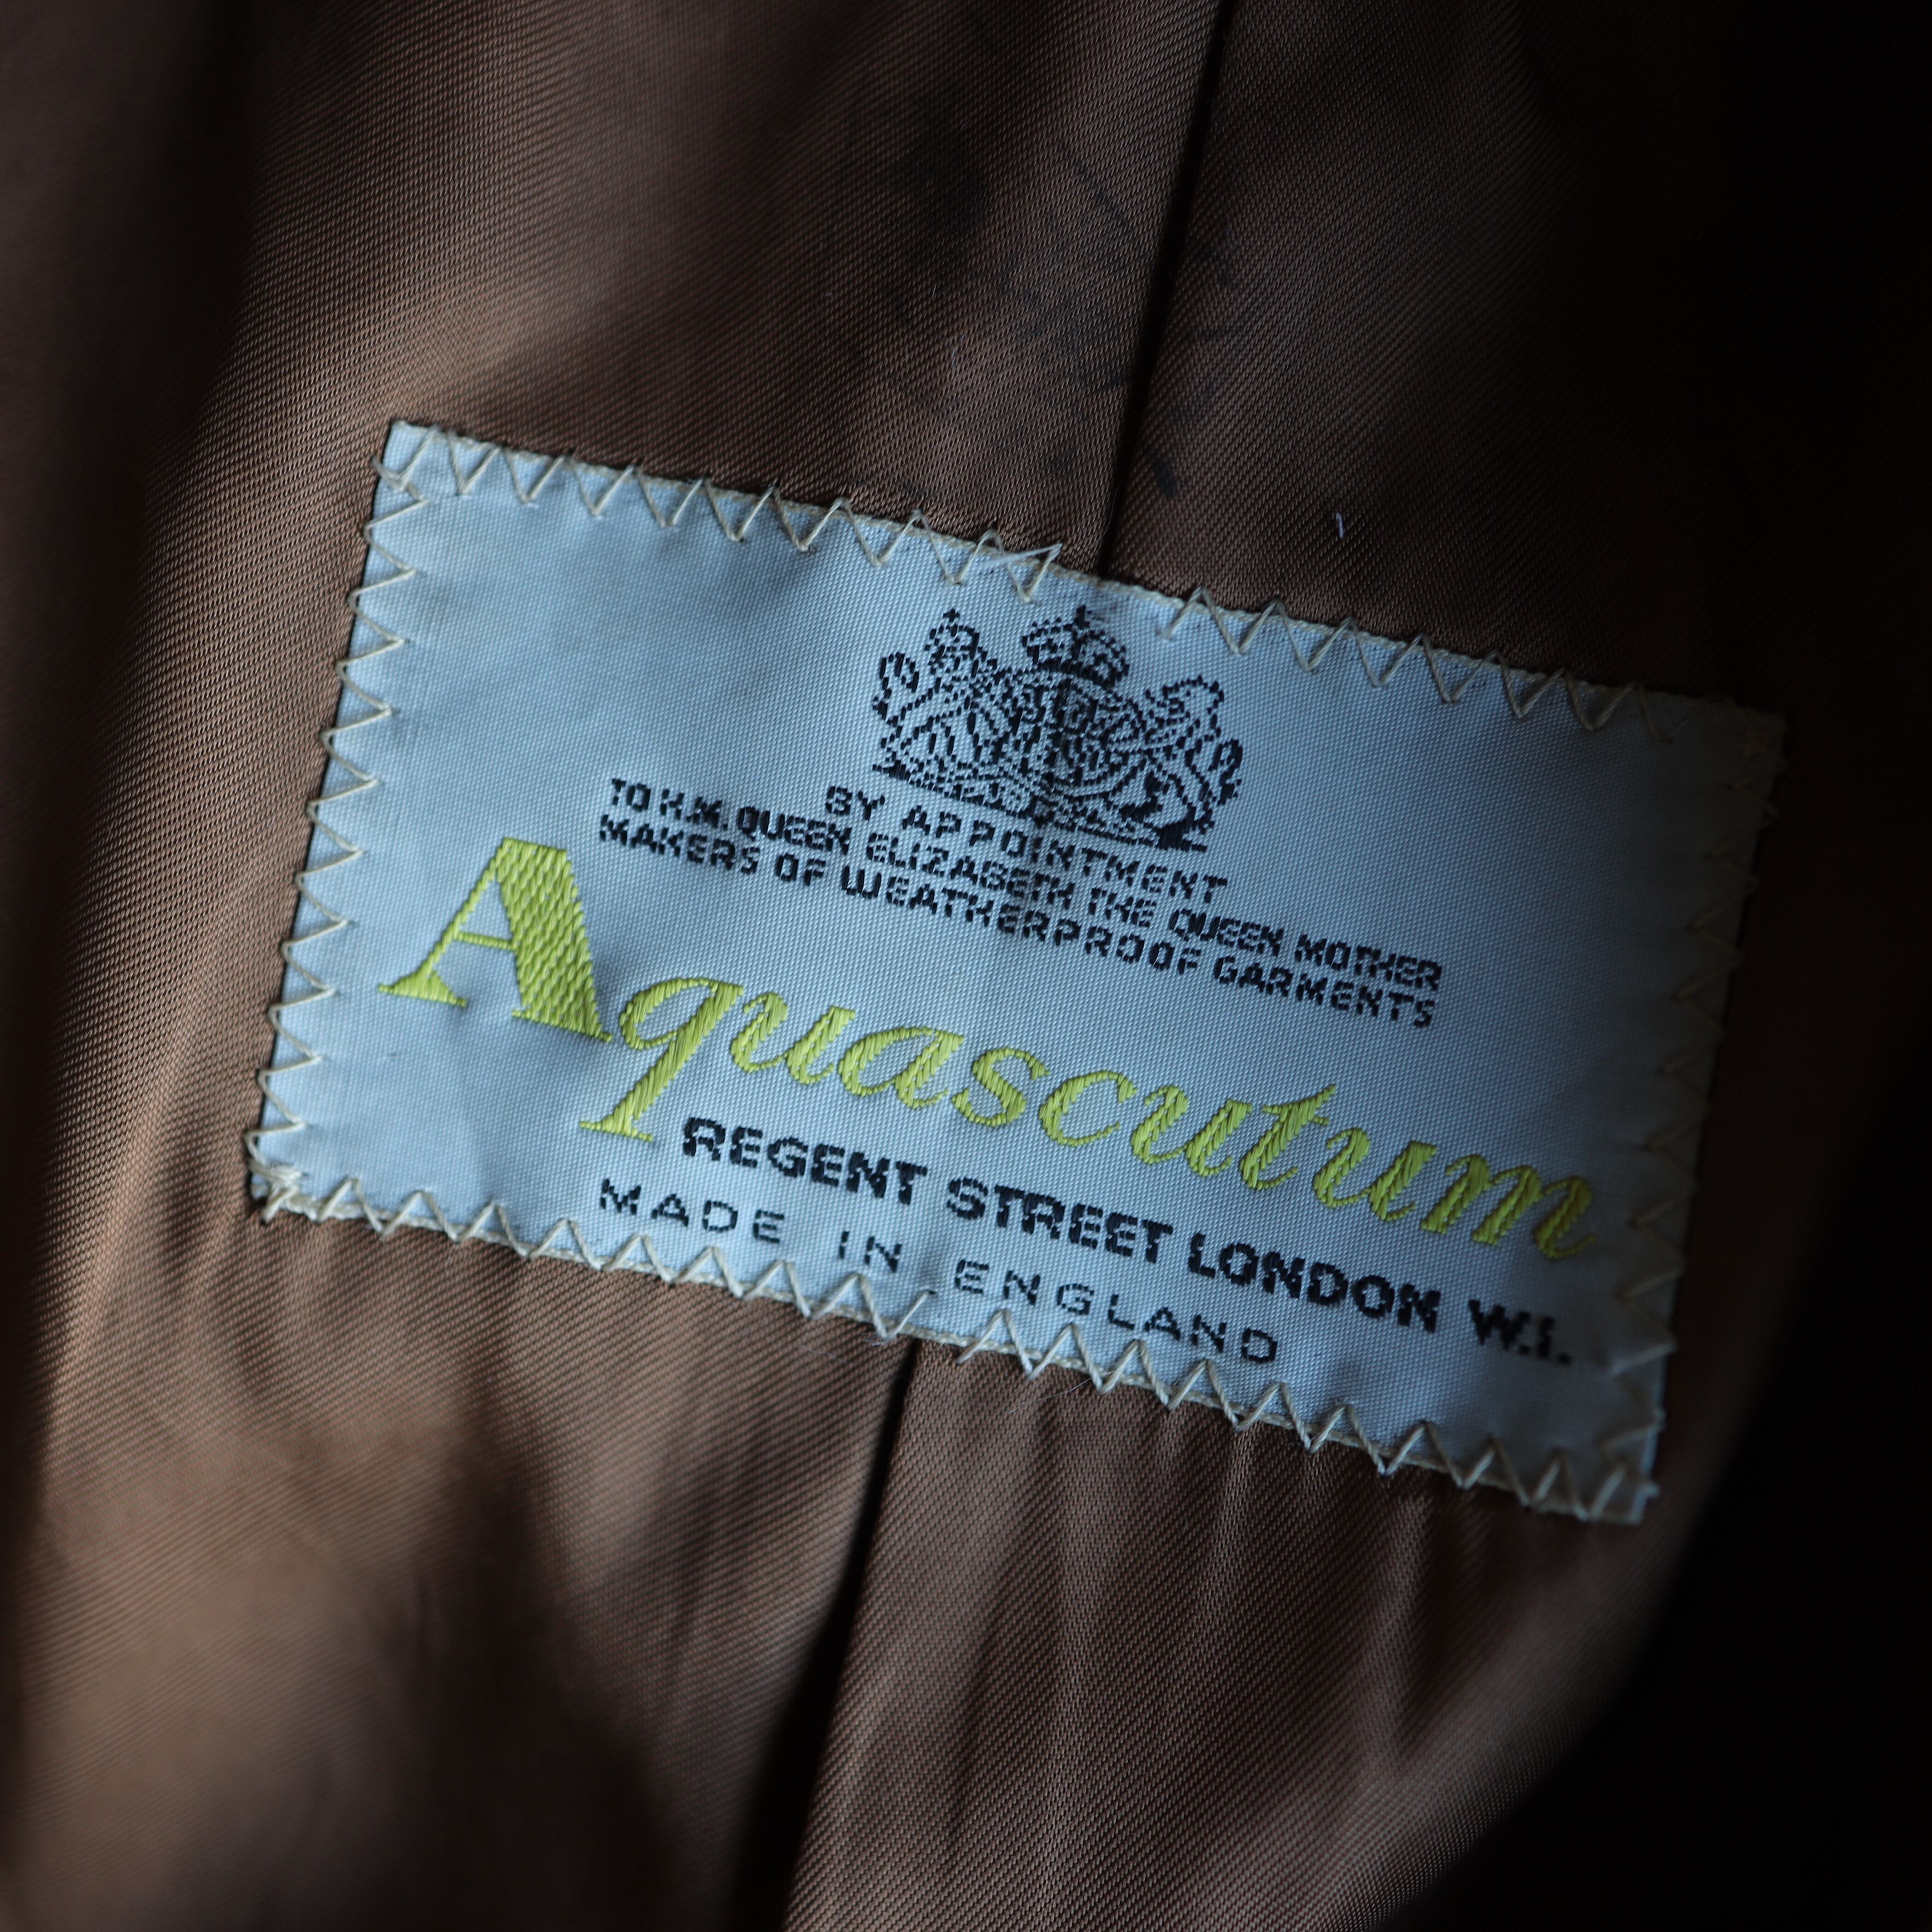 BY APPOINTMENT
TO H.M. QUEEN ELIZABETH THE QUEEN MOTHER
MAKERS OF WEATHERPROOF GARMENTS
Aquascutum
REGENT STREET LONDON W.1.
MADE IN ENGLAND